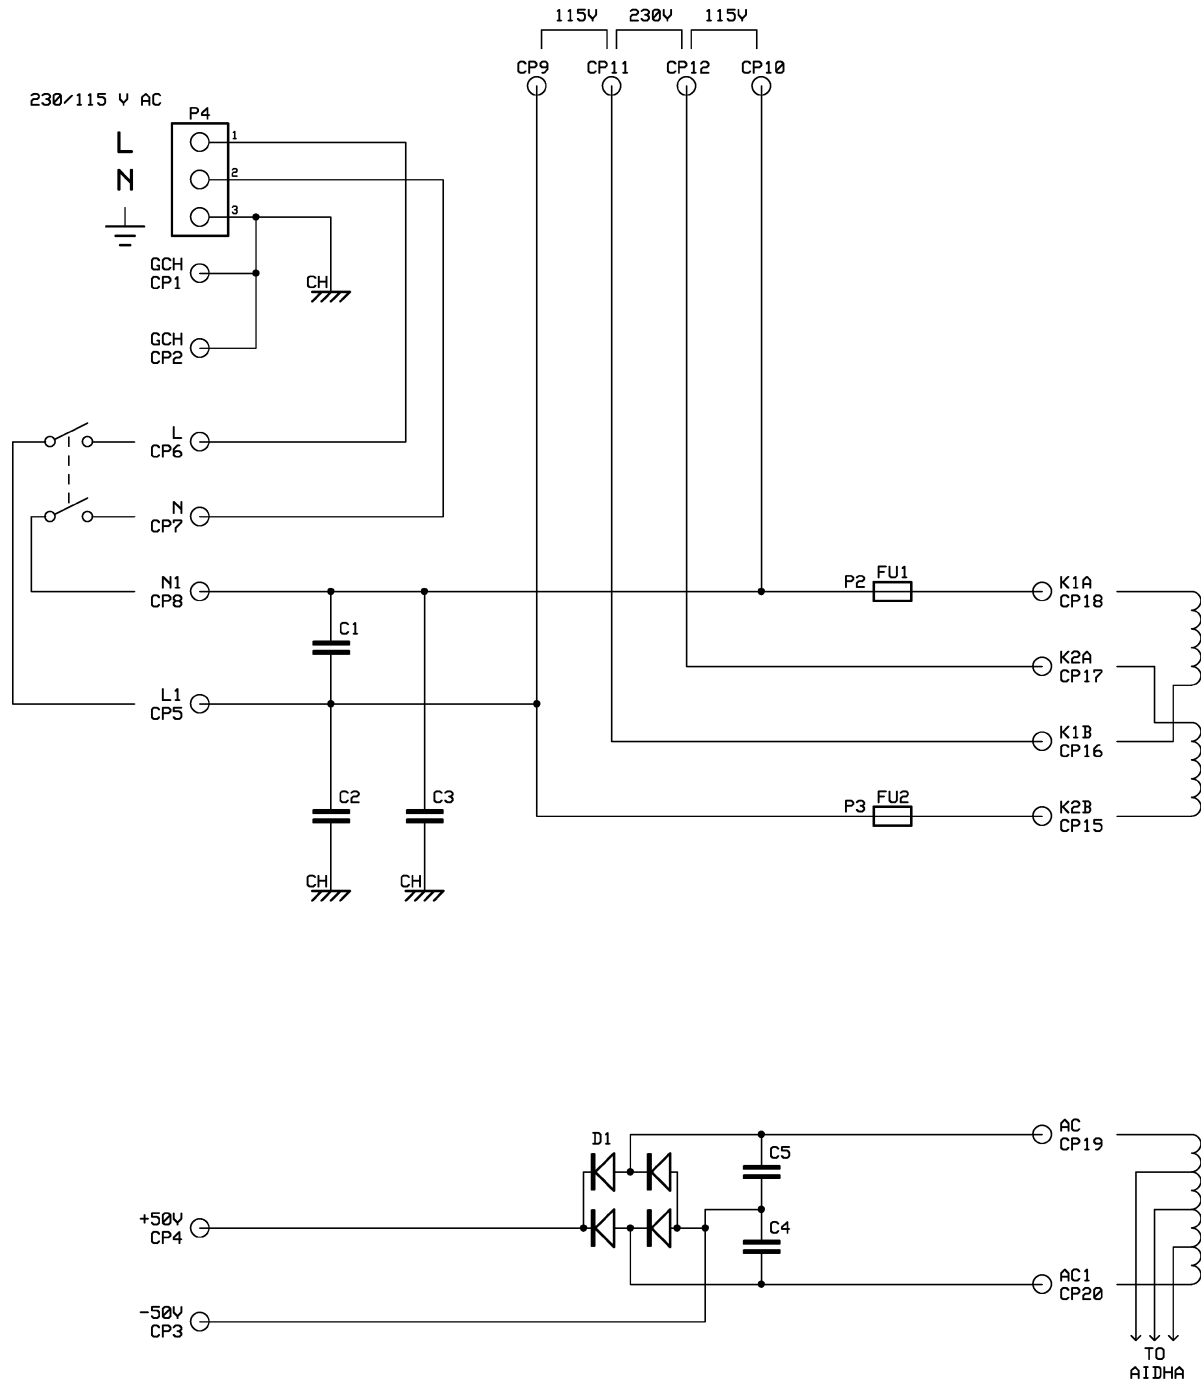 115V 230V 115V
CP9 CP11 CP12 CP10
230/115 V AC
P4
L
1
N
2
3
GCH
CP1
CH
GCH
CP2
L
CP6
N
CP7
N1
CP8
P2 FU1
K1A
CP18
C1
K2A
CP17
L1
CP5
K1B
CP16
C2 C3
P3 FU2
K2B
CP15
CH CH
D1
AC
CP19
C5
+50V
CP4
C4
AC1
CP20
-50V
CP3
TO
AIDHA